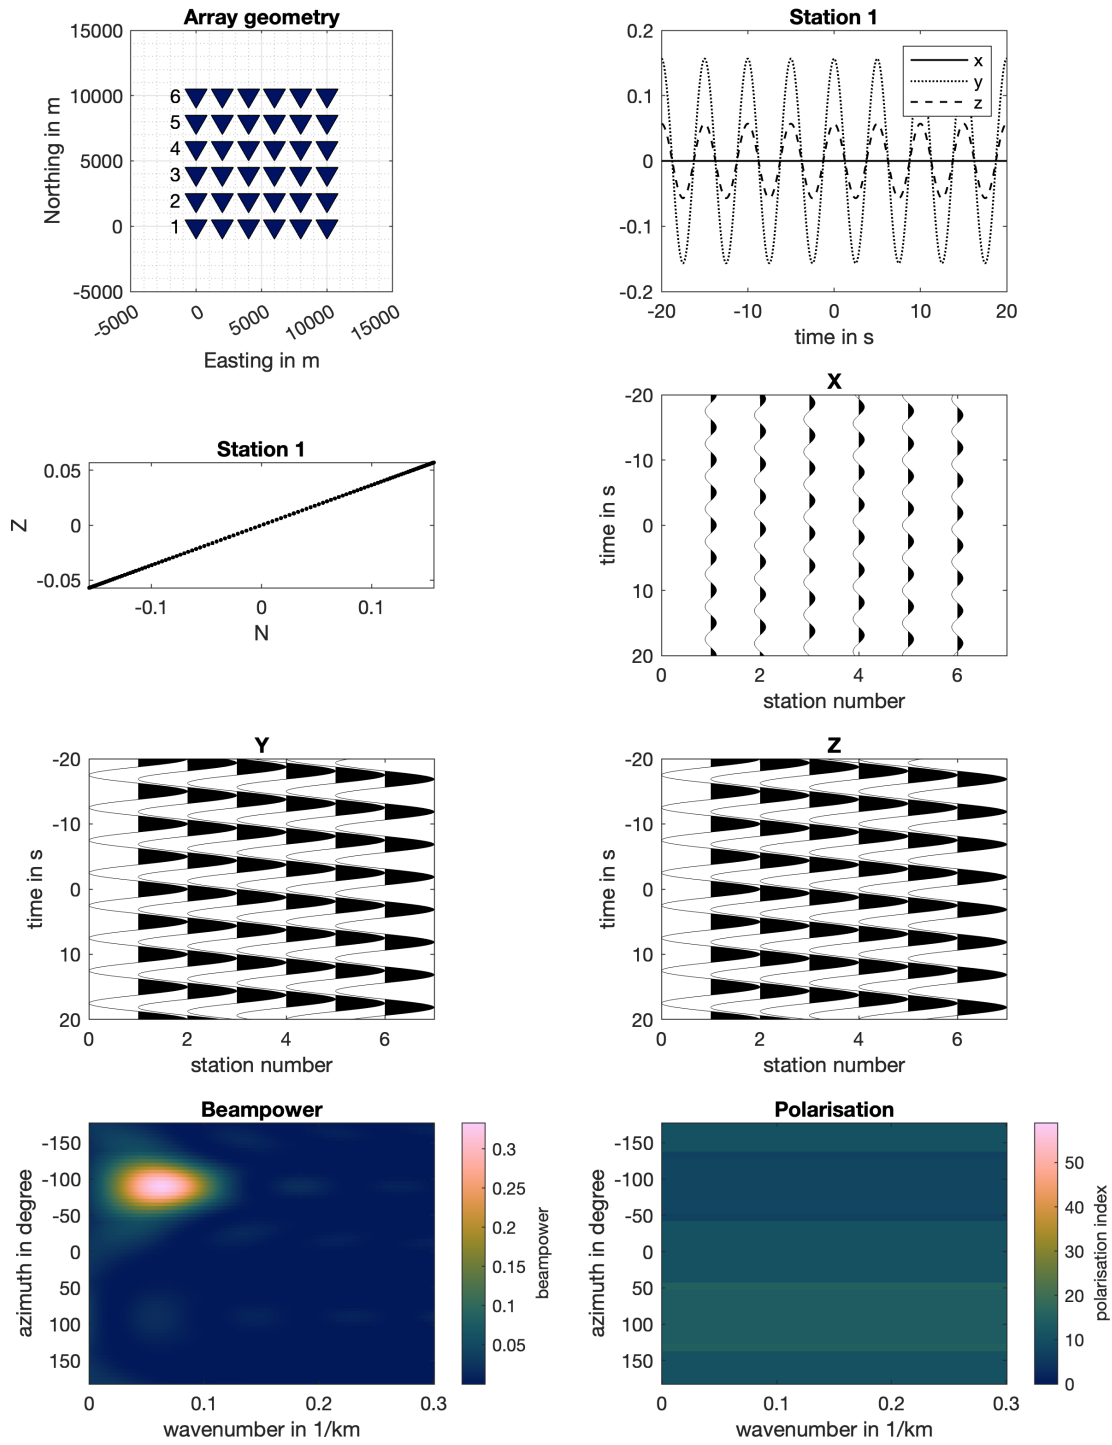 Array geometry
15000
10000
5000
0
-5000
6
5
4
3
2
1
-5000 0 5000 10000 15000
Easting in m
Northing in m
Station 1
0.2
0.1
0
-0.1
-0.2
x
y
z
-20 -10 0 10 20
time in s
Station 1
0.05
0
-0.05
Z
-0.1 0 0.1
N
X
-20
-10
0
10
20
time in s
0 2 4 6
station number
Y
-20
-10
0
10
20
time in s
0 2 4 6
station number
Z
-20
-10
0
10
20
time in s
0 2 4 6
station number
Beampower
-150
-100
-50
0
50
100
150
azimuth in degree
0 0.1 0.2 0.3
wavenumber in 1/km
0.3
0.25
0.2
0.15
0.1
0.05
beampower
Polarisation
-150
-100
-50
0
50
100
150
azimuth in degree
0 0.1 0.2 0.3
wavenumber in 1/km
50
40
30
20
10
0
polarisation index